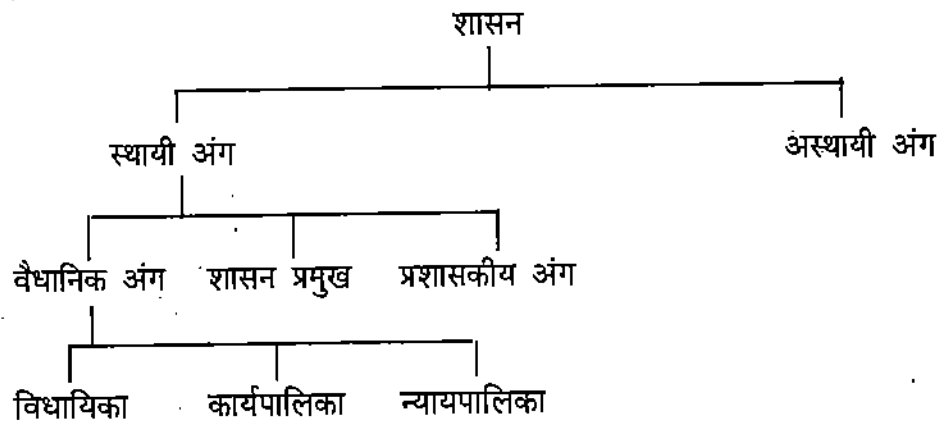 शासन
स्थायी अंग अस्थायी अंग
वैधानिक अंग शासन प्रमुख प्रशासकीय अंग
विधायिका कार्यपालिका न्यायपालिका